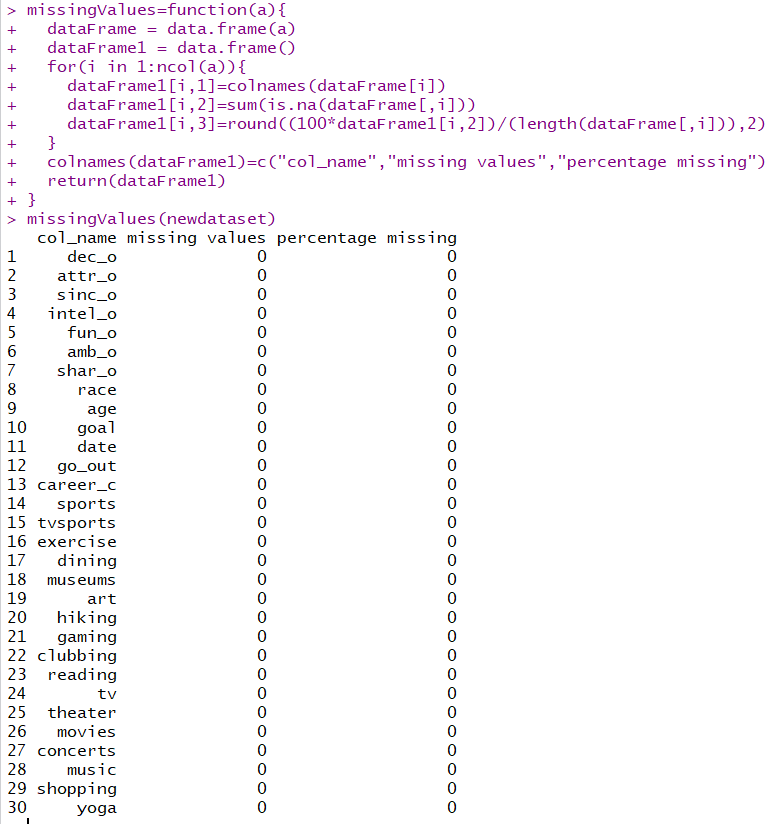 > missingValues=function(a){
+   dataFrame = data.frame(a)
+   dataFrame1 = data.frame()
+   for(i in 1:ncol(a)){
+     dataFrame1[i,1]=colnames(dataFrame[i])
+     dataFrame1[i,2]=sum(is.na(dataFrame[,i]))
+     dataFrame1[i,3]=round((100*dataFrame1[i,2])/(length(dataFrame[,i])),2)
+   }
+   colnames(dataFrame1)=c("col_name","missing values","percentage missing")
+   return(dataFrame1)
+ }
> missingValues(newdataset)
   col_name missing values percentage missing
1     dec_o              0                  0
2    attr_o              0                  0
3    sinc_o              0                  0
4   intel_o              0                  0
5     fun_o              0                  0
6     amb_o              0                  0
7    shar_o              0                  0
8      race              0                  0
9       age              0                  0
10     goal              0                  0
11     date              0                  0
12   go_out              0                  0
13 career_c              0                  0
14   sports              0                  0
15 tvsports              0                  0
16 exercise              0                  0
17   dining              0                  0
18  museums              0                  0
19      art              0                  0
20   hiking              0                  0
21   gaming              0                  0
22 clubbing              0                  0
23  reading              0                  0
24       tv              0                  0
25  theater              0                  0
26   movies              0                  0
27 concerts              0                  0
28    music              0                  0
29 shopping              0                  0
30     yoga              0                  0